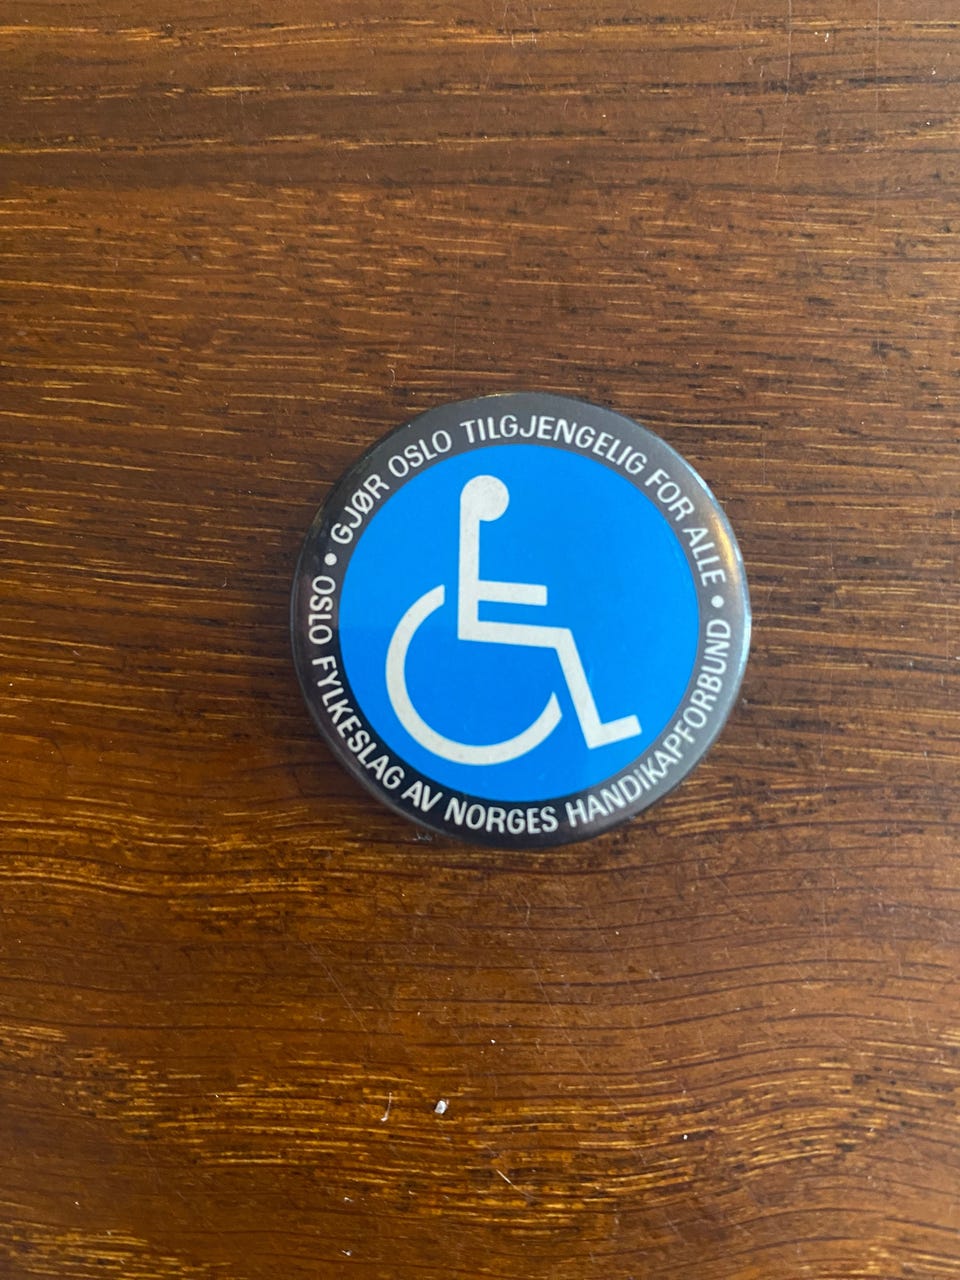 GJØR OSLO TILGJENGELIG FOR ALLE •
OSLO FYLKESLAG AV NORGES HANDIKAPFORBUND •